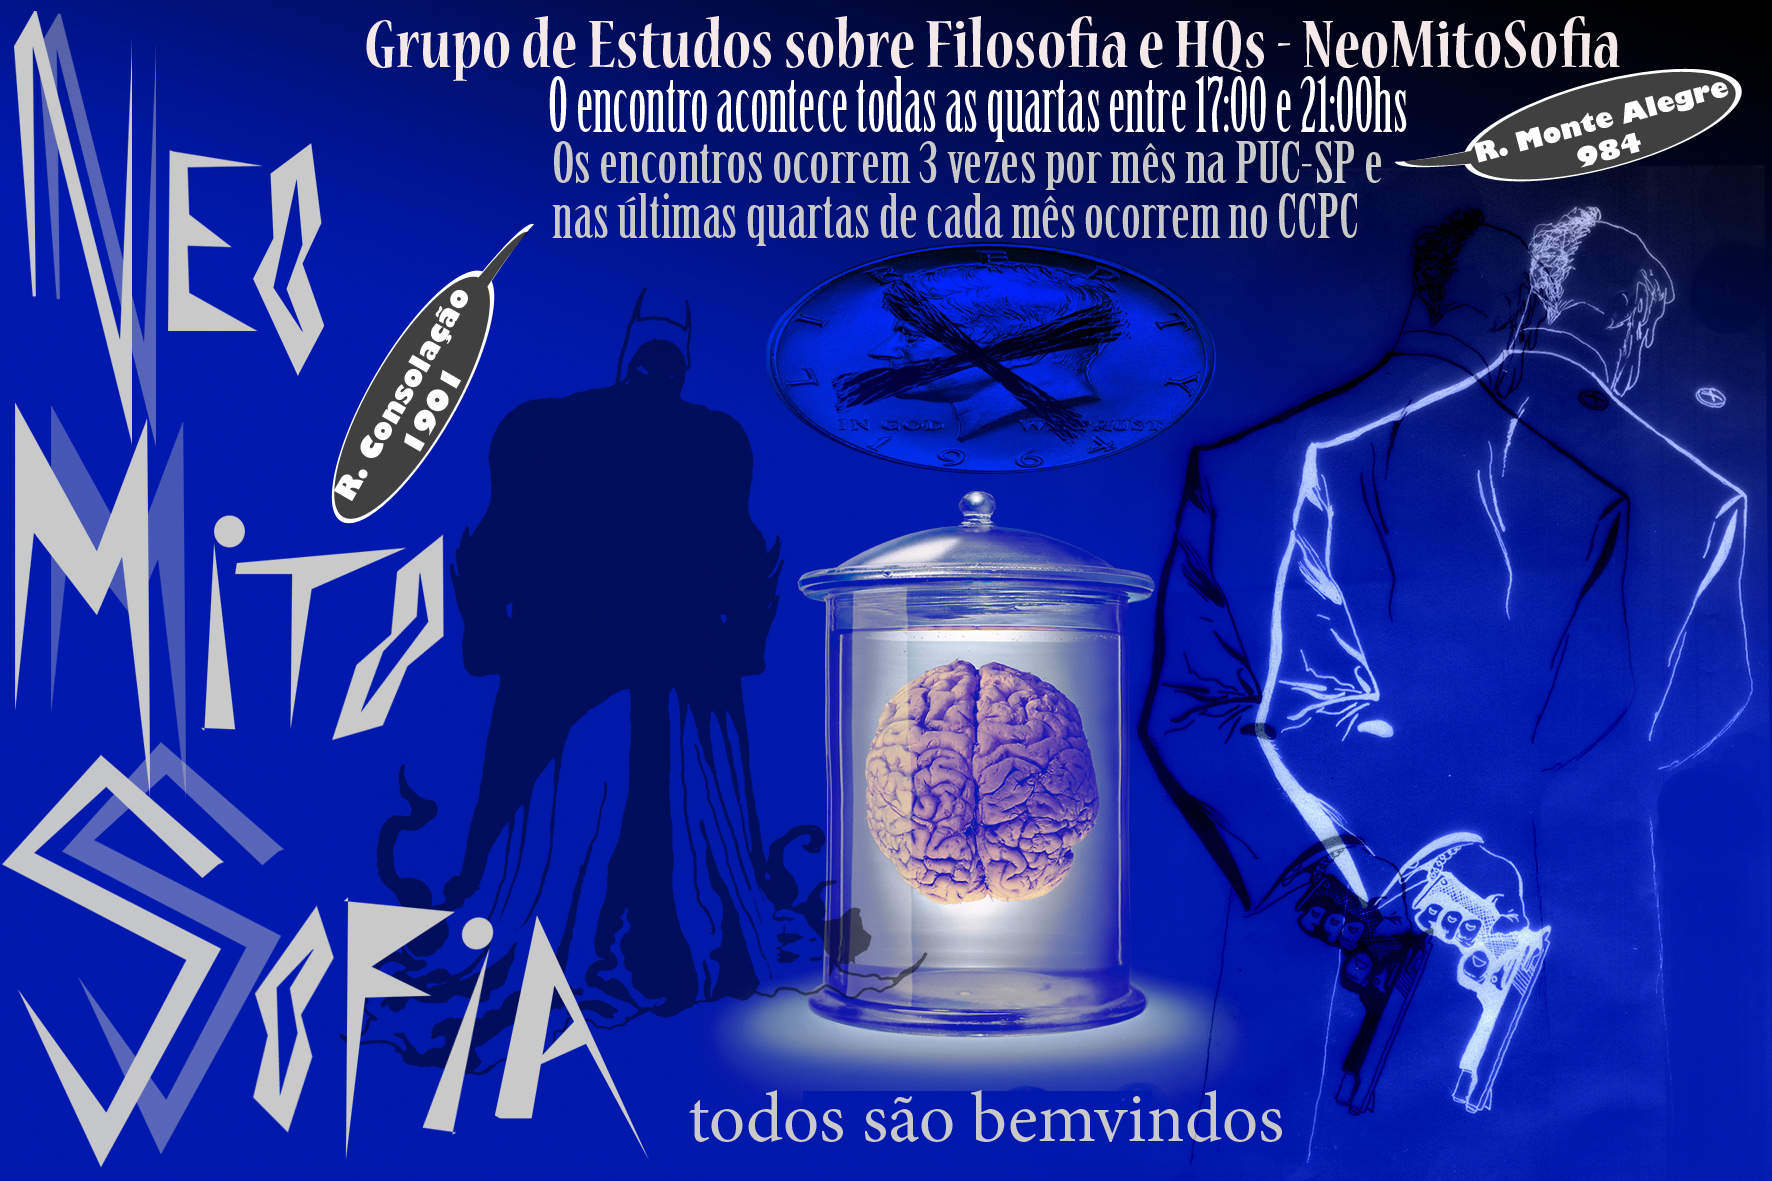 Grupo de Estudos sobre Filosofia e HQs - NeoMitoSofia
O encontro acontece todas as quartas entre 17:00 e 21:00hs
Os encontros ocorrem 3 vezes por mês na PUC-SP e
nas últimas quartas de cada mês ocorrem no CCPC
R. Monte Alegre
984
R. Consolação
1901
Neo
Mito
Sofia
IN GOD WE TRUST
1964
todos são bemvindos